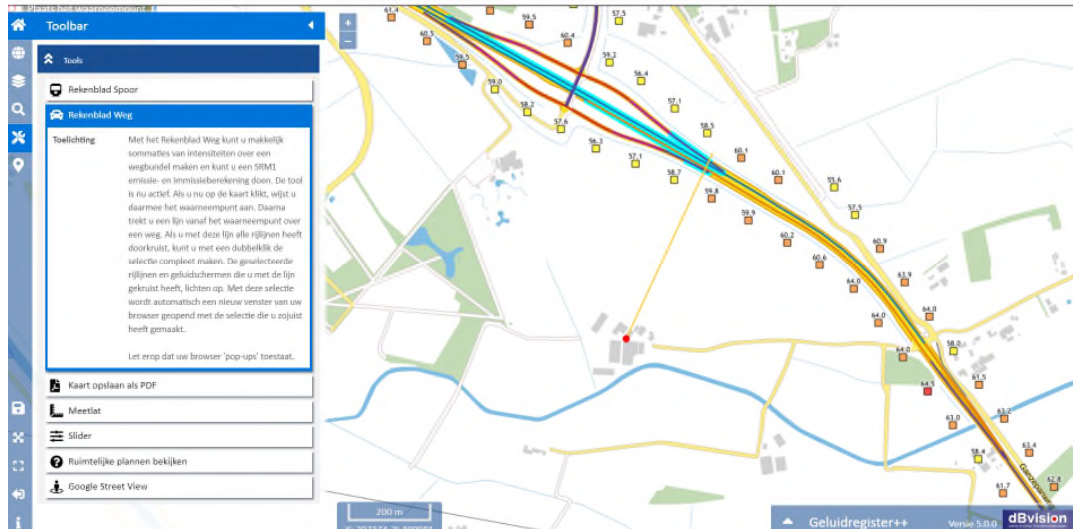 Toolbar
Tools
Rekenblad Spoor
Rekenblad Weg
Toelichting
Met het Rekenblad Weg kunt u makkelijk
sommaties van intensiteiten over een
wegbundel maken en kunt u een SRM1
emissie- en immissieberekening doen. De tool
is nu actief. Als u nu op de kaart klikt, wijst u
daarmee het waarneempunt aan. Daarna
trekt u een lijn vanaf het waarneempunt over
een weg. Als u met deze lijn alle rijlijnen heeft
doorkruist, kunt u met een dubbelklik de
selectie compleet maken. De geselecteerde
rijlijnen en geluidschermen die u met de lijn
gekruist heeft, lichten op. Met deze selectie
wordt automatisch een nieuw venster van uw
browser geopend met de selectie die u zojuist
heeft gemaakt.
Let erop dat uw browser 'pop-ups' toestaat.
Kaart opslaan als PDF
Meetlat
Slider
Ruimtelijke plannen bekijken
Google Street View
+
−
61.4
59.5
57.5
60.5
60.4
59.5
59.2
59.0
56.4
58.2
57.1
57.6
58.5
56.3
60.1
57.1
60.1
58.7
55.6
59.8
57.5
59.9
60.2
60.9
60.6
63.9
64.0
64.0
64.0
58.0
64.0
61.5
64.5
63.2
63.0
63.4
58.4
62.8
61.7
200 m
Geluidregister++
Versie 5.0.0
dBvision